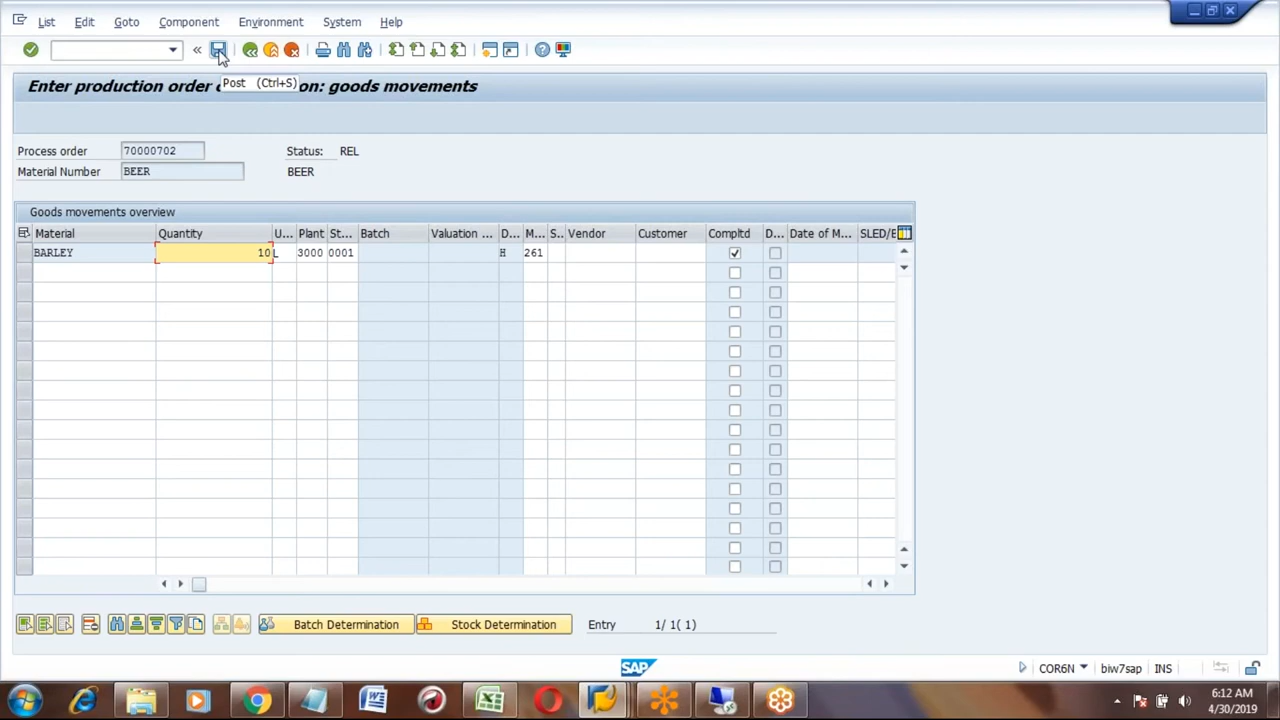 List Edit Goto Component Environment System Help
Post (Ctrl+S)
Enter production order c on: goods movements
Process order 70000702 Status: REL
Material Number BEER BEER
Goods movements overview
Material Quantity U... Plant St... Batch Valuation ... D... M... S.. Vendor Customer Compltd D... Date of M... SLED/E
BARLEY 10 L 3000 0001 H 261
Batch Determination Stock Determination Entry 1/ 1( 1)
SAP COR6N biw7sap INS
6:12 AM
4/30/2019